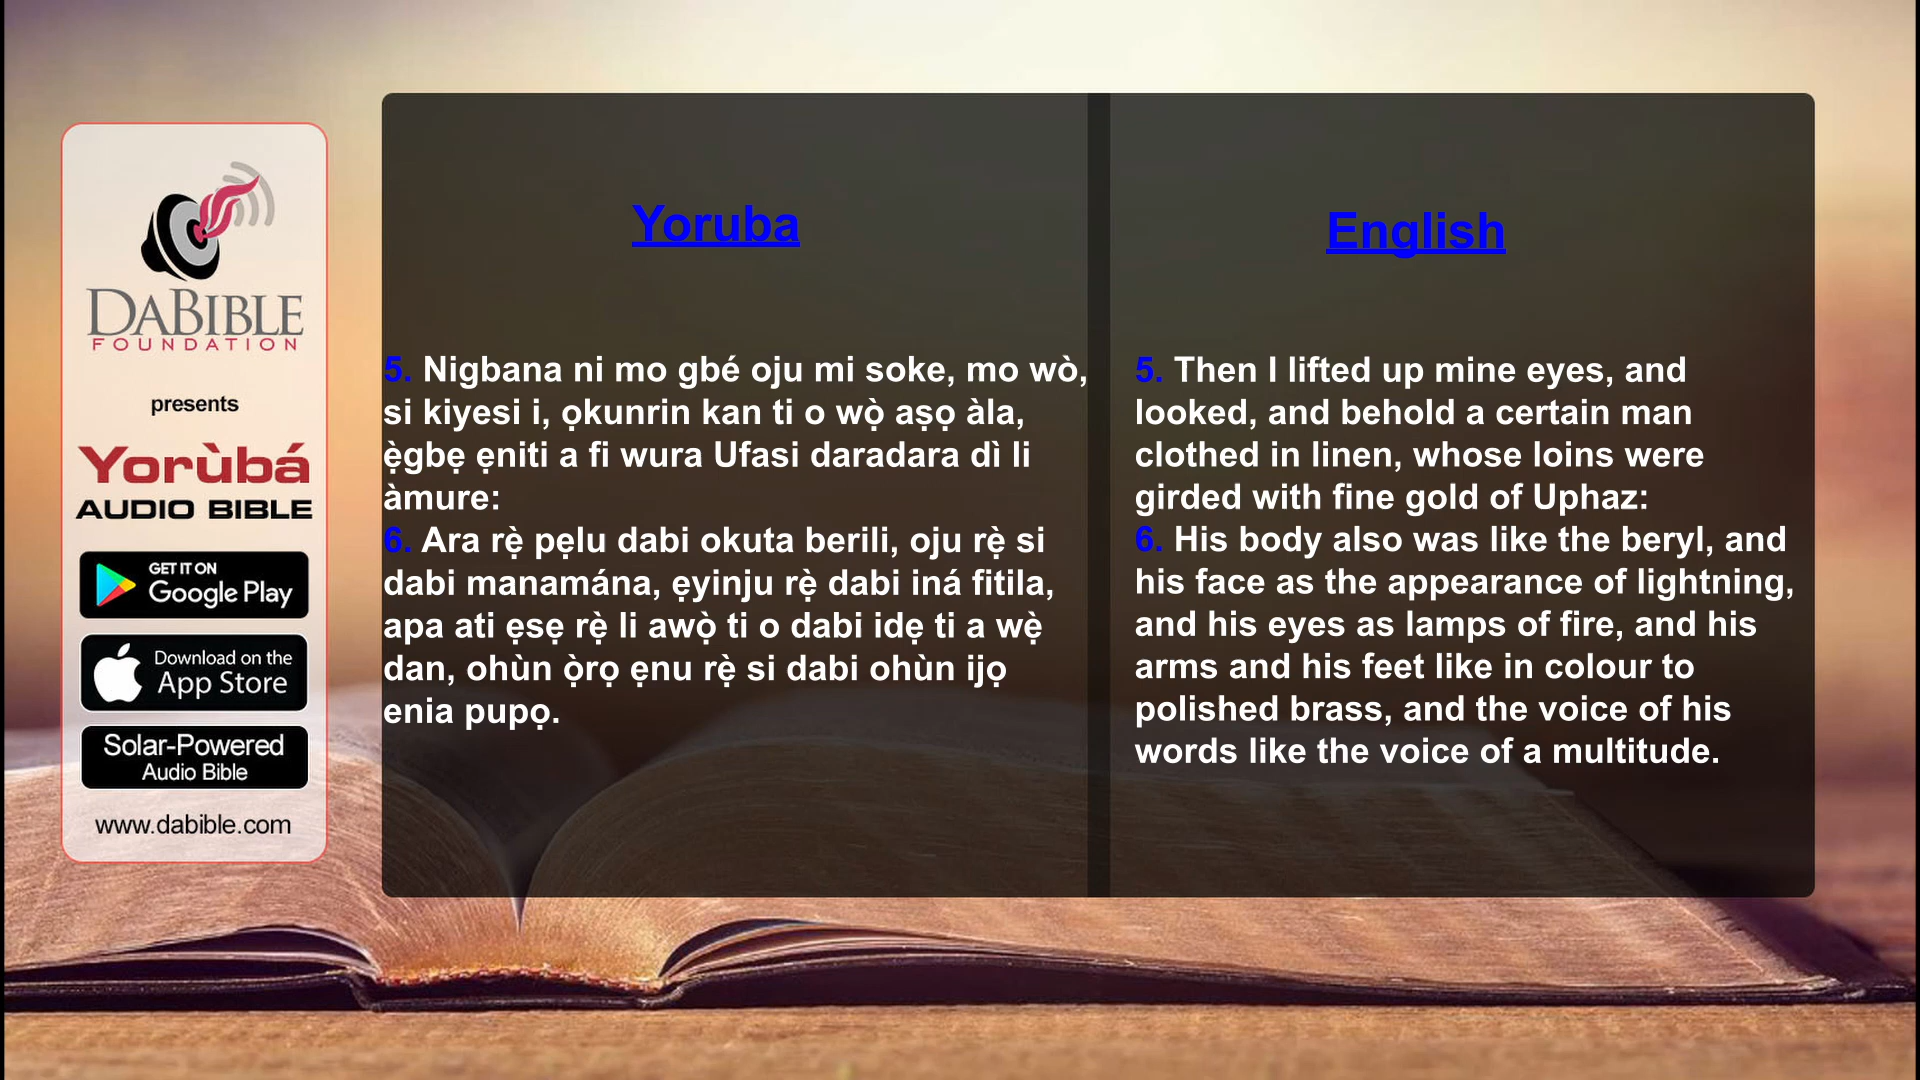 DABIBLE
FOUNDATION
presents
Yorùbá
AUDIO BIBLE
GET IT ON
Google Play
Download on the
App Store
Solar-Powered
Audio Bible
www.dabible.com
Yoruba
5. Nigbana ni mo gbé oju mi soke, mo wò,
si kiyesi i, ọkunrin kan ti o wọ̀ aṣọ àla,
ẹ̀gbẹ ẹniti a fi wura Ufasi daradara dì li
àmure:
6. Ara rẹ̀ pẹlu dabi okuta berili, oju rẹ̀ si
dabi manamána, ẹyinju rẹ̀ dabi iná fitila,
apa ati ẹsẹ rẹ̀ li awọ̀ ti o dabi idẹ ti a wẹ̀
dan, ohùn ọ̀rọ ẹnu rẹ̀ si dabi ohùn ijọ
enia pupọ.
English
5. Then I lifted up mine eyes, and
looked, and behold a certain man
clothed in linen, whose loins were
girded with fine gold of Uphaz:
6. His body also was like the beryl, and
his face as the appearance of lightning,
and his eyes as lamps of fire, and his
arms and his feet like in colour to
polished brass, and the voice of his
words like the voice of a multitude.